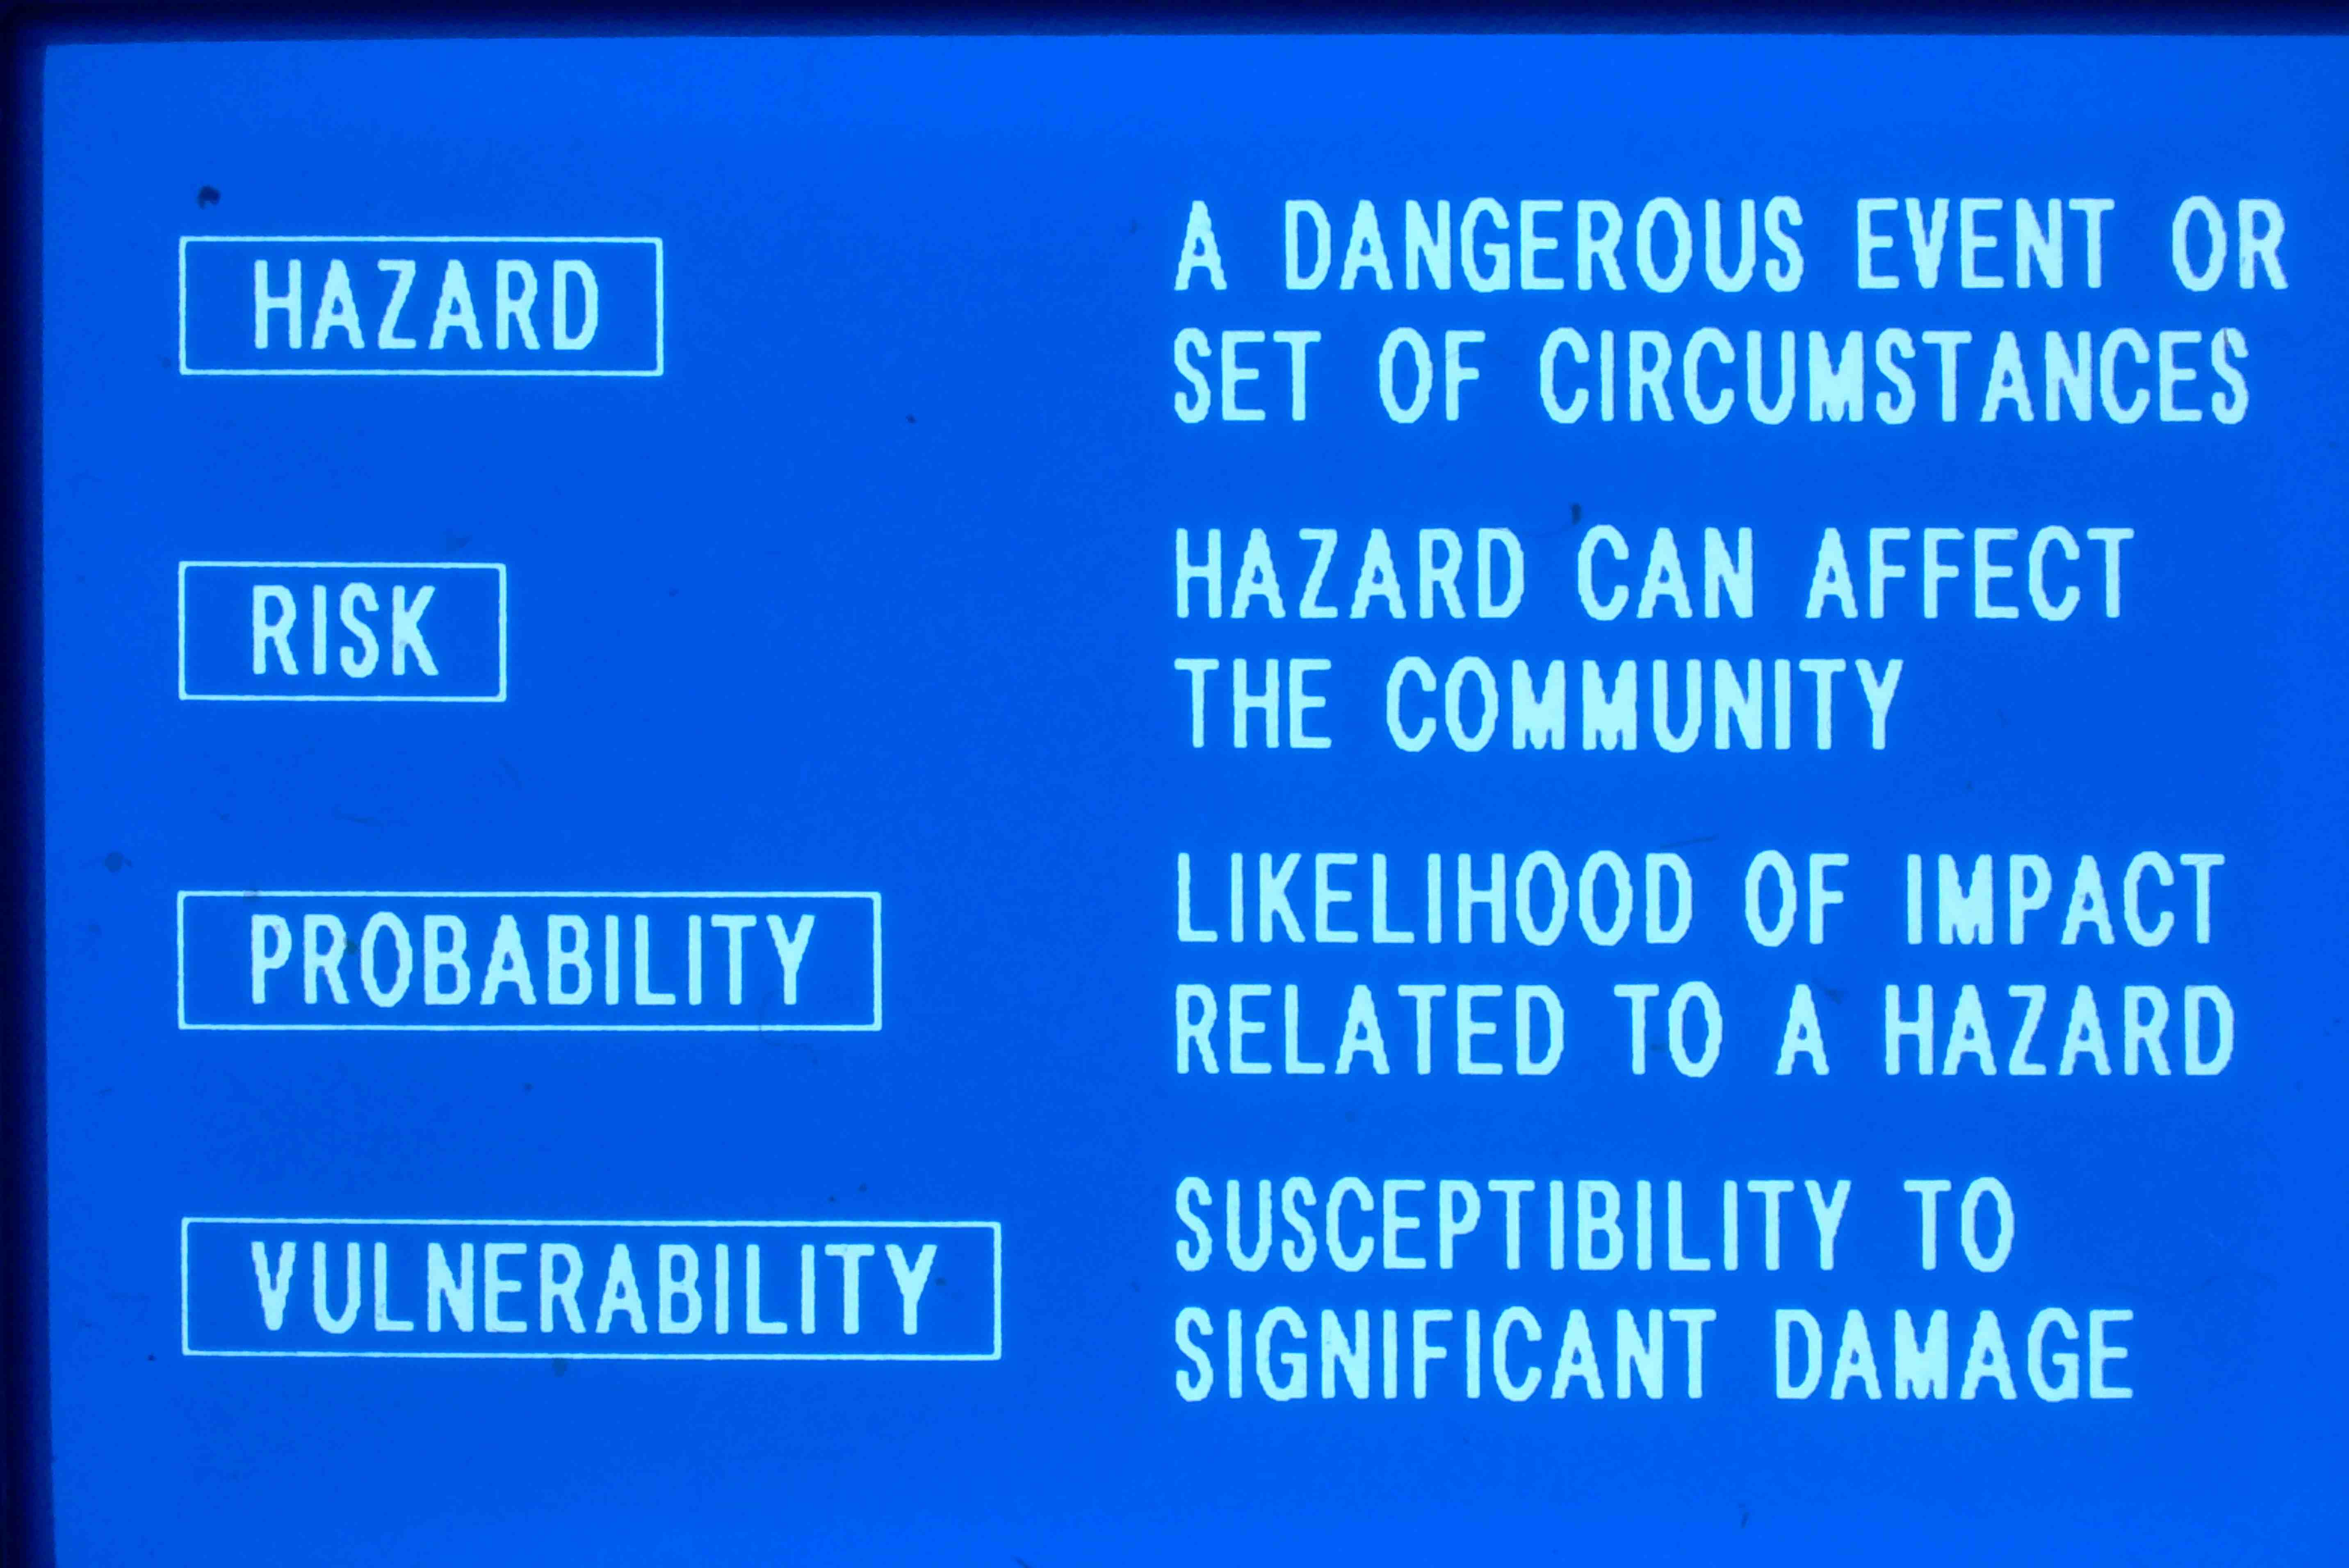 HAZARD
A DANGEROUS EVENT OR
SET OF CIRCUMSTANCES
RISK
HAZARD CAN AFFECT
THE COMMUNITY
PROBABILITY
LIKELIHOOD OF IMPACT
RELATED TO A HAZARD
VULNERABILITY
SUSCEPTIBILITY TO
SIGNIFICANT DAMAGE